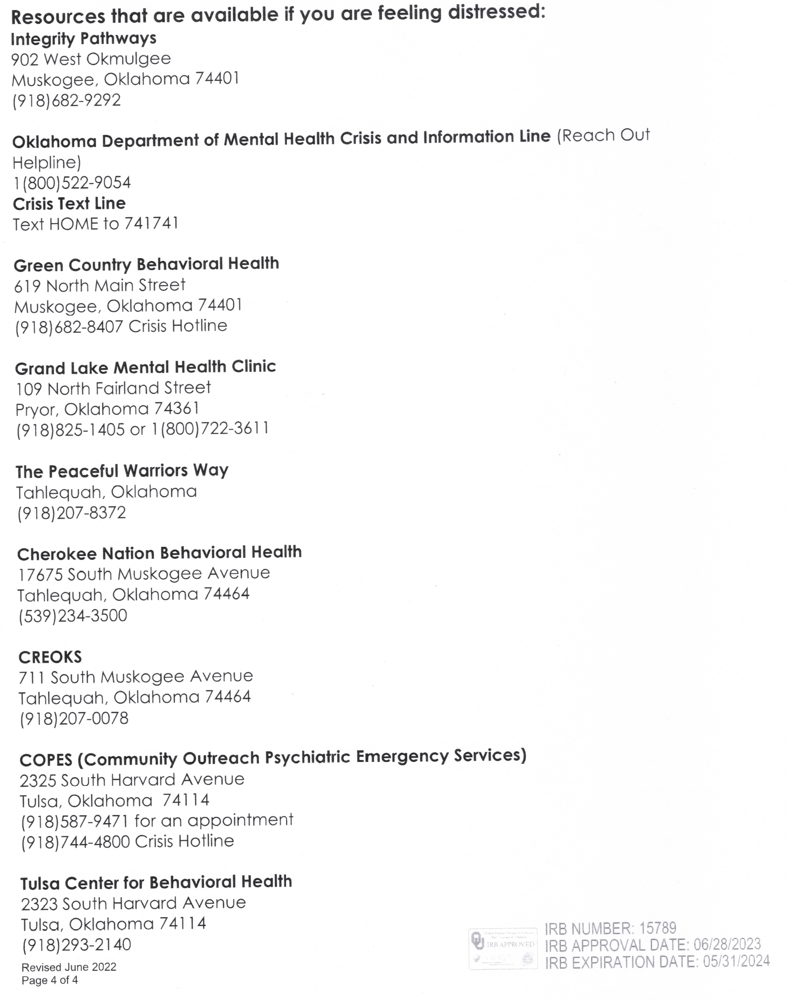 Resources that are available if you are feeling distressed:
Integrity Pathways
902 West Okmulgee
Muskogee, Oklahoma 74401
(918)682-9292
Oklahoma Department of Mental Health Crisis and Information Line (Reach Out
Helpline)
1(800)522-9054
Crisis Text Line
Text HOME to 741741
Green Country Behavioral Health
619 North Main Street
Muskogee, Oklahoma 74401
(918)682-8407 Crisis Hotline
Grand Lake Mental Health Clinic
109 North Fairland Street
Pryor, Oklahoma 74361
(918)825-1405 or 1(800)722-3611
The Peaceful Warriors Way
Tahlequah, Oklahoma
(918)207-8372
Cherokee Nation Behavioral Health
17675 South Muskogee Avenue
Tahlequah, Oklahoma 74464
(539)234-3500
CREOKS
711 South Muskogee Avenue
Tahlequah, Oklahoma 74464
(918)207-0078
COPES (Community Outreach Psychiatric Emergency Services)
2325 South Harvard Avenue
Tulsa, Oklahoma 74114
(918)587-9471 for an appointment
(918)744-4800 Crisis Hotline
Tulsa Center for Behavioral Health
2323 South Harvard Avenue
Tulsa, Oklahoma 74114
(918)293-2140
Revised June 2022
Page 4 of 4
IRB APPROVED
IRB NUMBER: 15789
IRB APPROVAL DATE: 06/28/2023
IRB EXPIRATION DATE: 05/31/2024